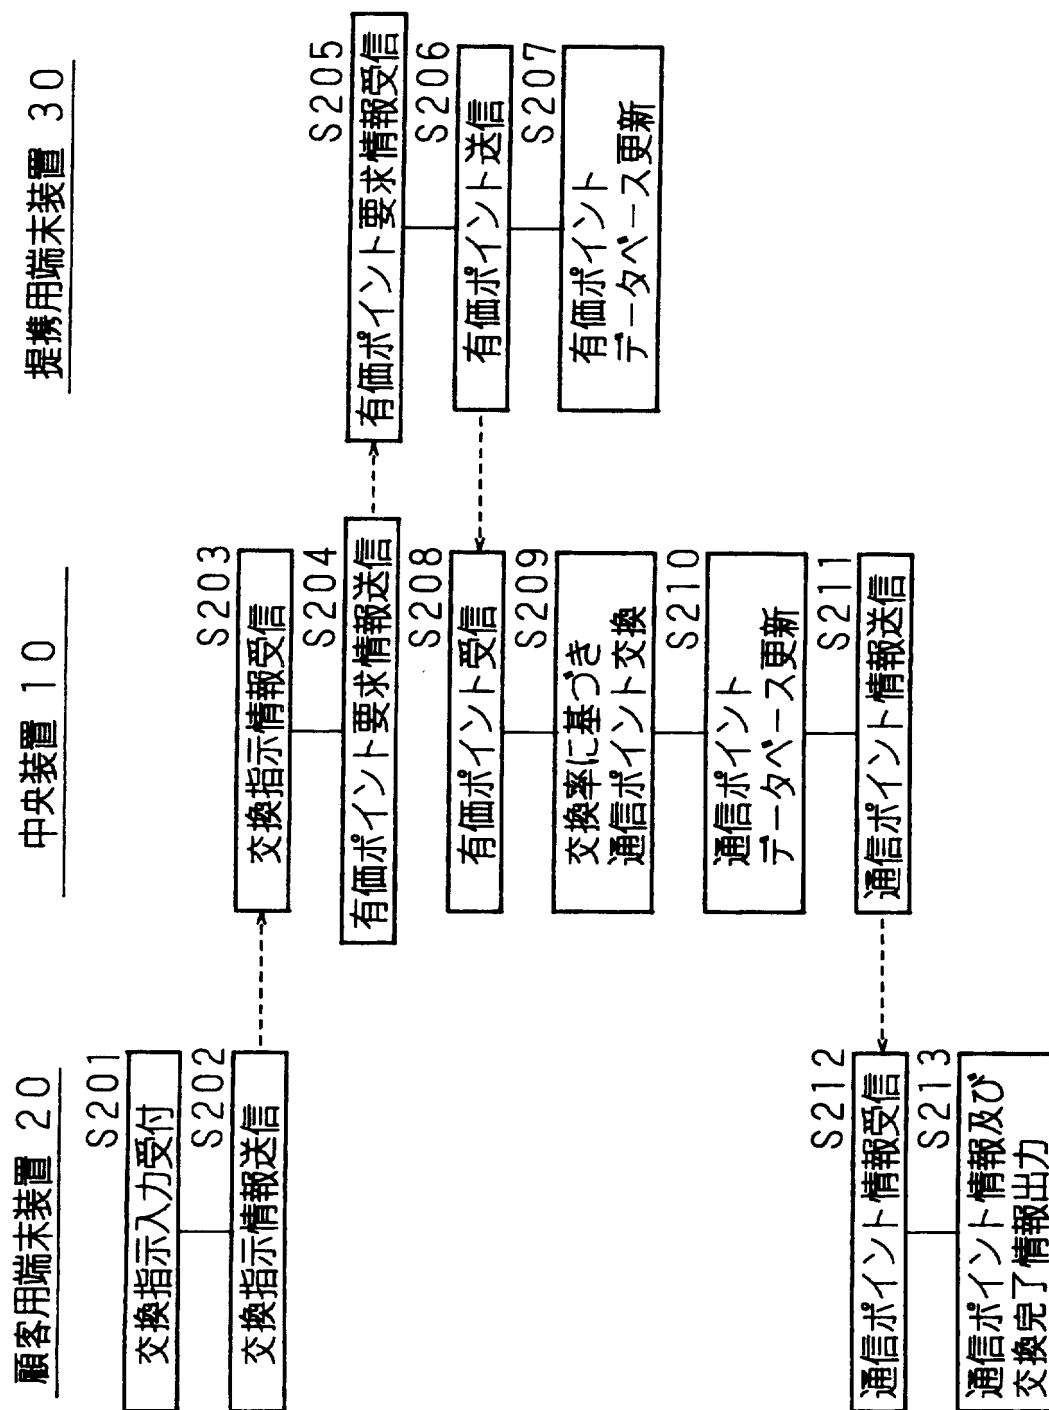 顧客用端末装置 20
中央装置 10
提携用端末装置 30
S201
交換指示入力受付
S202
交換指示情報送信
S203
交換指示情報受信
S204
有価ポイント要求情報送信
S205
有価ポイント要求情報受信
S206
有価ポイント送信
S207
有価ポイント
データベース更新
S208
有価ポイント受信
S209
交換率に基づき
通信ポイント交換
S210
通信ポイント
データベース更新
S211
通信ポイント情報送信
S212
通信ポイント情報受信
S213
通信ポイント情報及び
交換完了情報出力